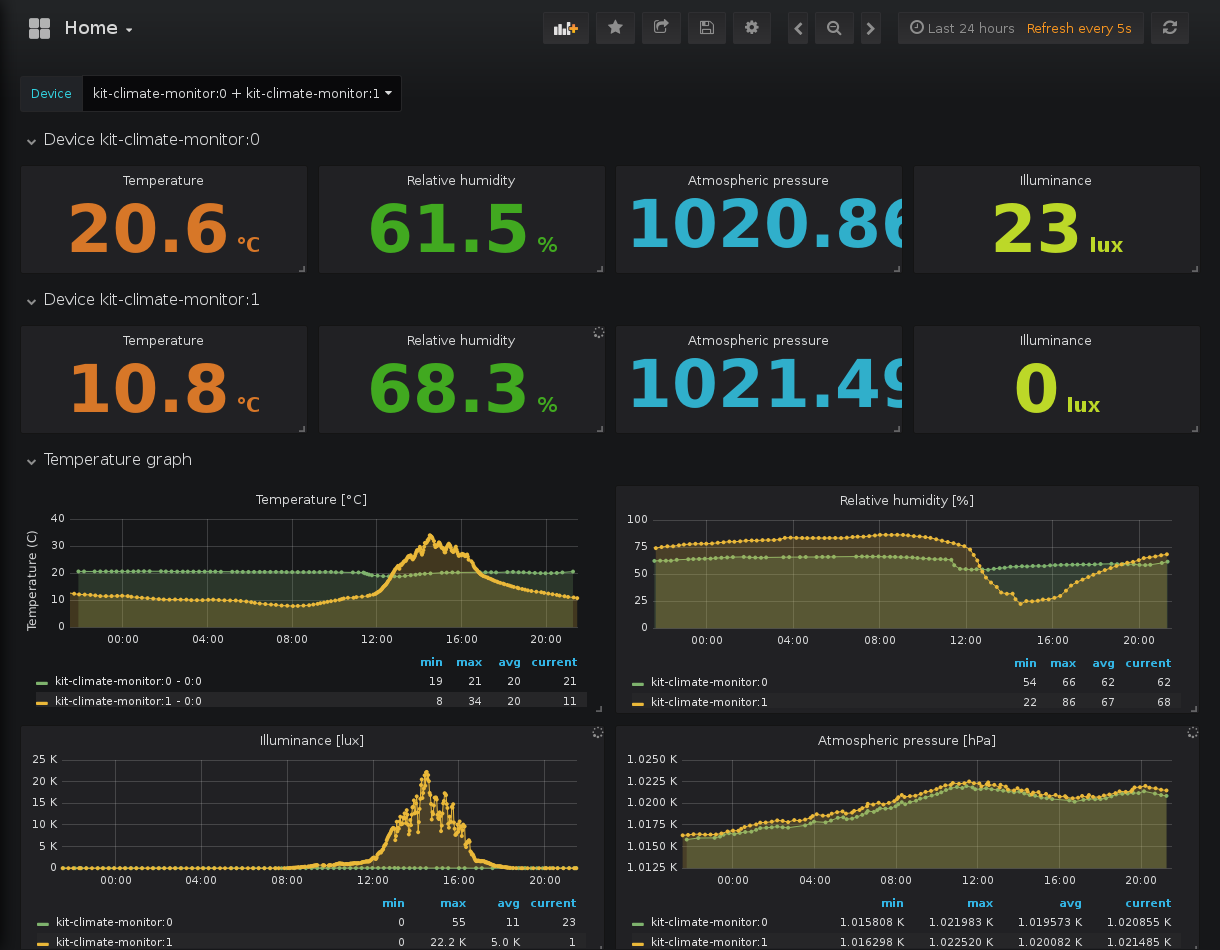 Home
Last 24 hours Refresh every 5s
Device kit-climate-monitor:0 + kit-climate-monitor:1
Device kit-climate-monitor:0
Temperature Relative humidity Atmospheric pressure Illuminance
20.6 °C 61.5 % 1020.86 23 lux
Device kit-climate-monitor:1
Temperature Relative humidity Atmospheric pressure Illuminance
10.8 °C 68.3 % 1021.49 0 lux
Temperature graph
Temperature [°C]
Temperature (C)
40
30
20
10
0
00:00 04:00 08:00 12:00 16:00 20:00
min max avg current
kit-climate-monitor:0 - 0:0 19 21 20 21
kit-climate-monitor:1 - 0:0 8 34 20 11
Relative humidity [%]
100
75
50
25
0
00:00 04:00 08:00 12:00 16:00 20:00
min max avg current
kit-climate-monitor:0 54 66 62 62
kit-climate-monitor:1 22 86 67 68
Illuminance [lux]
25 K
20 K
15 K
10 K
5 K
0
00:00 04:00 08:00 12:00 16:00 20:00
min max avg current
kit-climate-monitor:0 0 55 11 23
kit-climate-monitor:1 0 22.2 K 5.0 K 1
Atmospheric pressure [hPa]
1.0250 K
1.0225 K
1.0200 K
1.0175 K
1.0150 K
1.0125 K
00:00 04:00 08:00 12:00 16:00 20:00
min max avg current
kit-climate-monitor:0 1.015808 K 1.021983 K 1.019573 K 1.020855 K
kit-climate-monitor:1 1.016298 K 1.022520 K 1.020082 K 1.021485 K